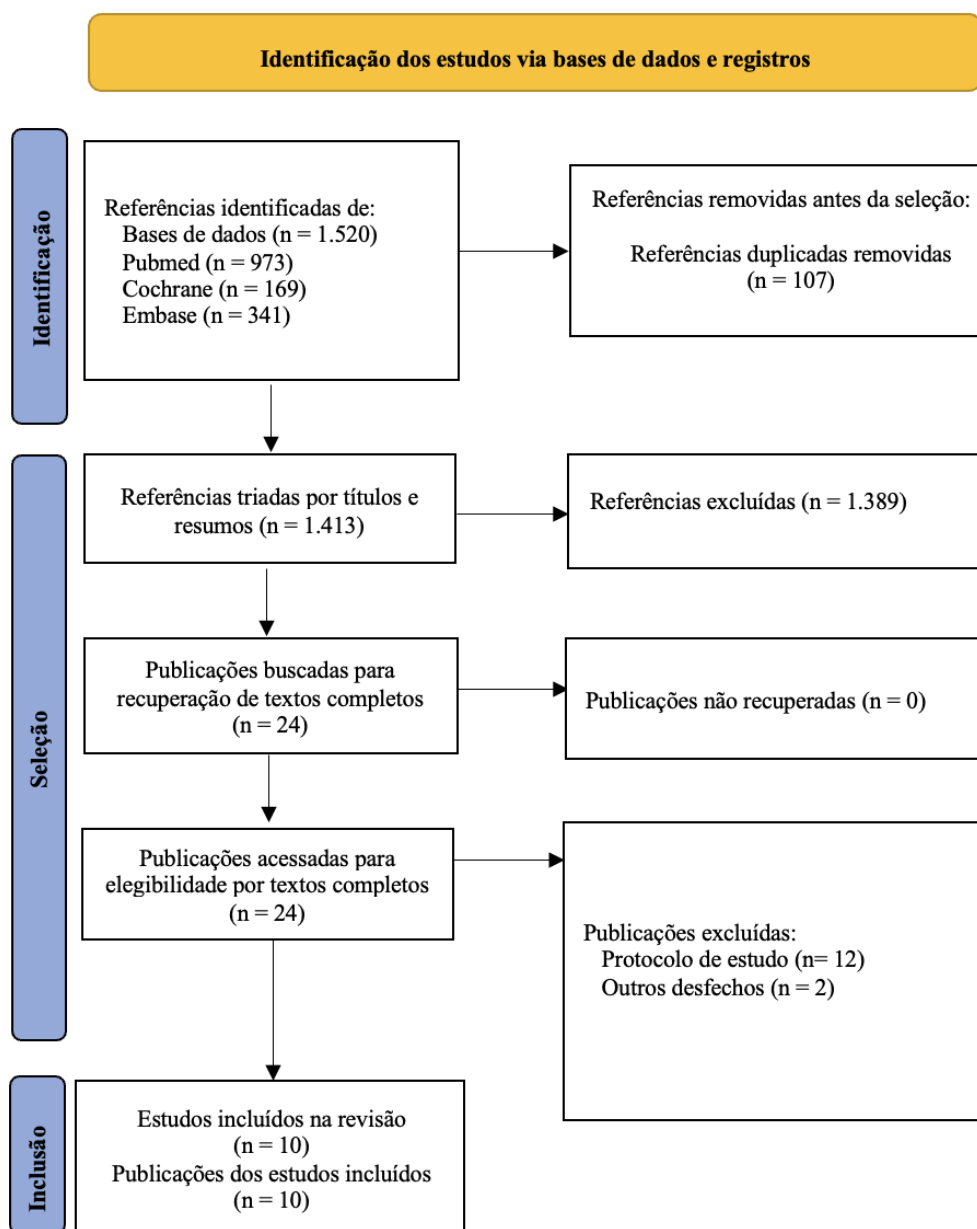 Identificação dos estudos via bases de dados e registros
Identificação
Referências identificadas de:
Bases de dados (n = 1.520)
Pubmed (n = 973)
Cochrane (n = 169)
Embase (n = 341)
Referências removidas antes da seleção:
Referências duplicadas removidas
(n = 107)
Seleção
Referências triadas por títulos e
resumos (n = 1.413)
Referências excluídas (n = 1.389)
Publicações buscadas para
recuperação de textos completos
(n = 24)
Publicações não recuperadas (n = 0)
Publicações acessadas para
elegibilidade por textos completos
(n = 24)
Publicações excluídas:
Protocolo de estudo (n= 12)
Outros desfechos (n = 2)
Inclusão
Estudos incluídos na revisão
(n = 10)
Publicações dos estudos incluídos
(n = 10)